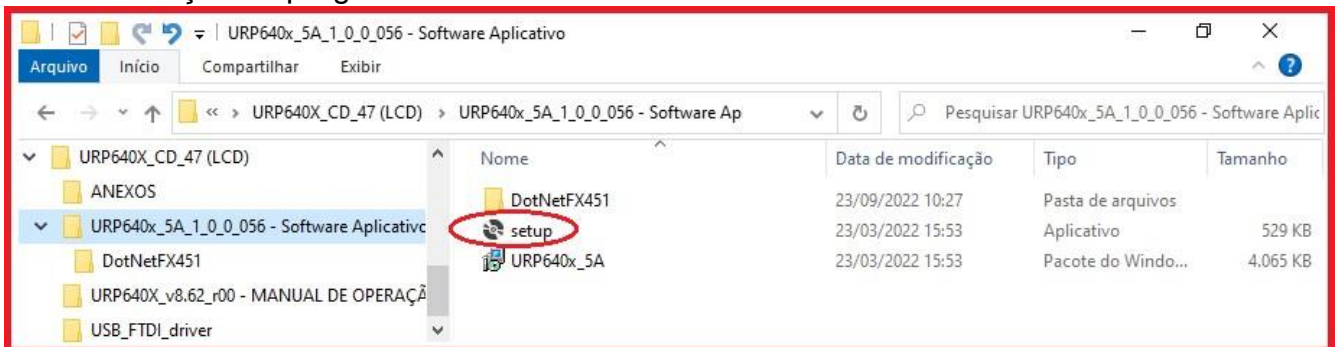 URP640x_5A_1_0_0_056 - Software Aplicativo
Arquivo Início Compartilhar Exibir
« > URP640X_CD_47 (LCD) > URP640x_5A_1_0_0_056 - Software Ap
Pesquisar URP640x_5A_1_0_0_056 - Software Aplic
URP640X_CD_47 (LCD)
ANEXOS
URP640x_5A_1_0_0_056 - Software Aplicativo
DotNetFX451
URP640X_v8.62_r00 - MANUAL DE OPERAÇÃ
USB_FTDI_driver
Nome Data de modificação Tipo Tamanho
DotNetFX451 23/09/2022 10:27 Pasta de arquivos
setup 23/03/2022 15:53 Aplicativo 529 KB
URP640x_5A 23/03/2022 15:53 Pacote do Windo... 4.065 KB